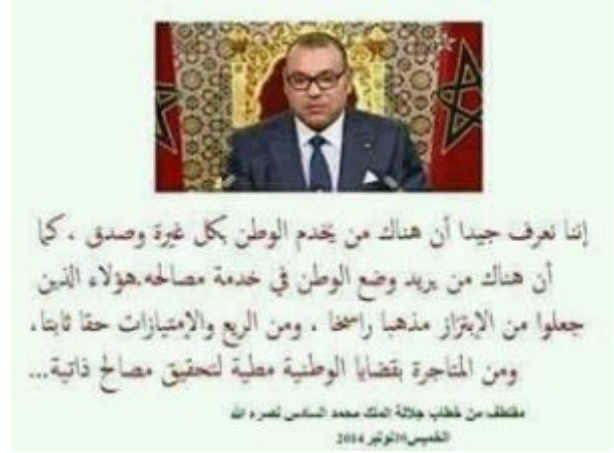 إننا نعرف جيدا أن هناك من يخدم الوطن بكل غيرة وصدق ، كما
أن هناك من يريد وضع الوطن في خدمة مصالحه.هؤلاء الذين
جعلوا من الإبتزاز مذهبا راسخا ، ومن الريع والإمتيازات حقا ثابتا،
ومن المتاجرة بقضايا الوطنية مطية لتحقيق مصالح ذاتية...
مقتطف من خطاب جلالة الملك محمد السادس نصره الله
2014